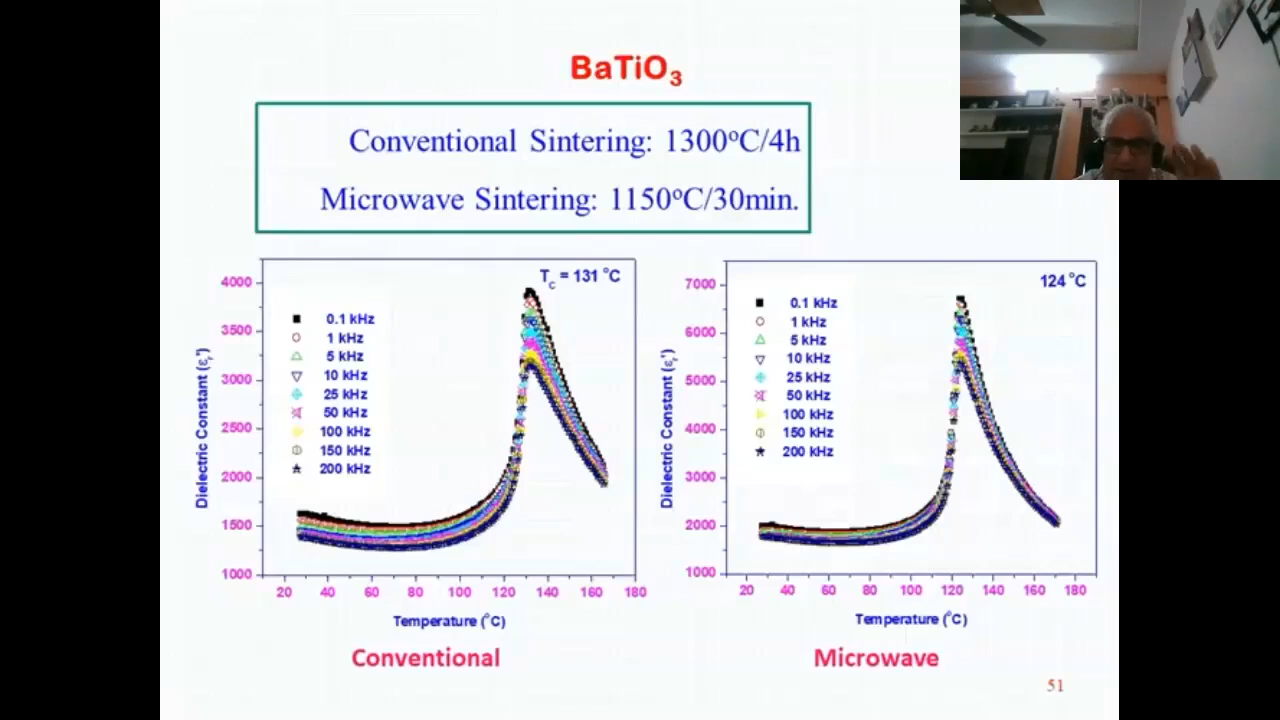 BaTiO₃
Conventional Sintering: 1300°C/4h
Microwave Sintering: 1150°C/30min.
T_C = 131 °C
4000
3500
3000
2500
2000
1500
1000
0.1 kHz
1 kHz
5 kHz
10 kHz
25 kHz
50 kHz
100 kHz
150 kHz
200 kHz
Dielectric Constant (ε_r')
20 40 60 80 100 120 140 160 180
Temperature (°C)
Conventional
124 °C
7000
6000
5000
4000
3000
2000
1000
0.1 kHz
1 kHz
5 kHz
10 kHz
25 kHz
50 kHz
100 kHz
150 kHz
200 kHz
Dielectric Constant (ε_r')
20 40 60 80 100 120 140 160 180
Temperature (°C)
Microwave
51